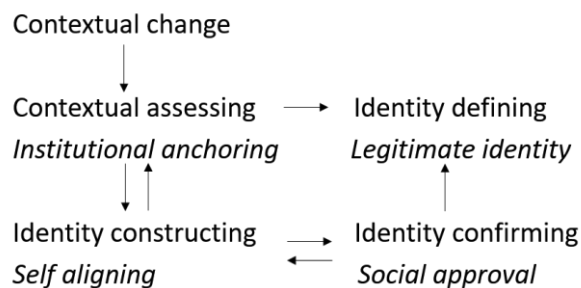 Contextual change
Contextual assessing Identity defining
Institutional anchoring Legitimate identity
Identity constructing Identity confirming
Self aligning Social approval